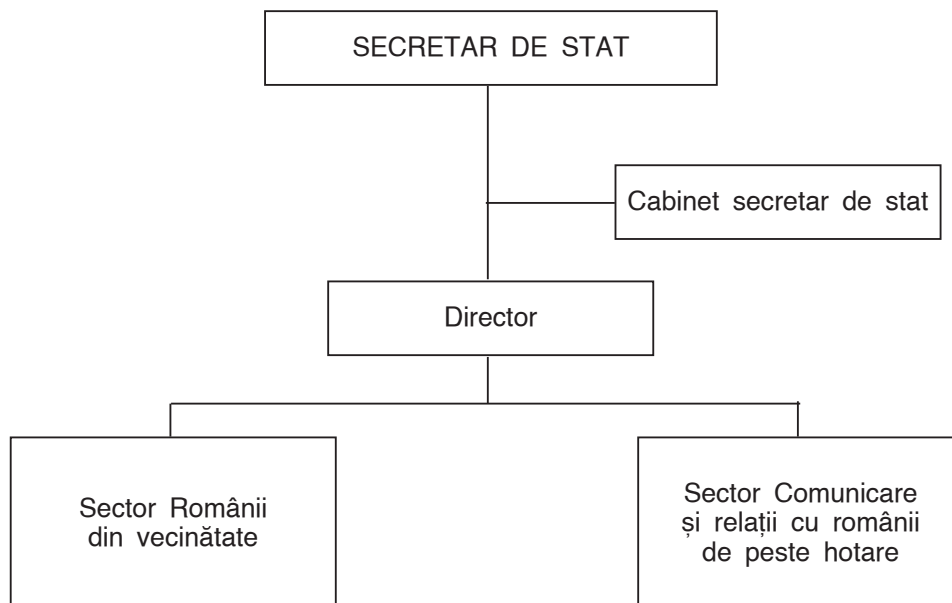 SECRETAR DE STAT
Cabinet secretar de stat
Director
Sector Românii
din vecinătate
Sector Comunicare
și relații cu românii
de peste hotare